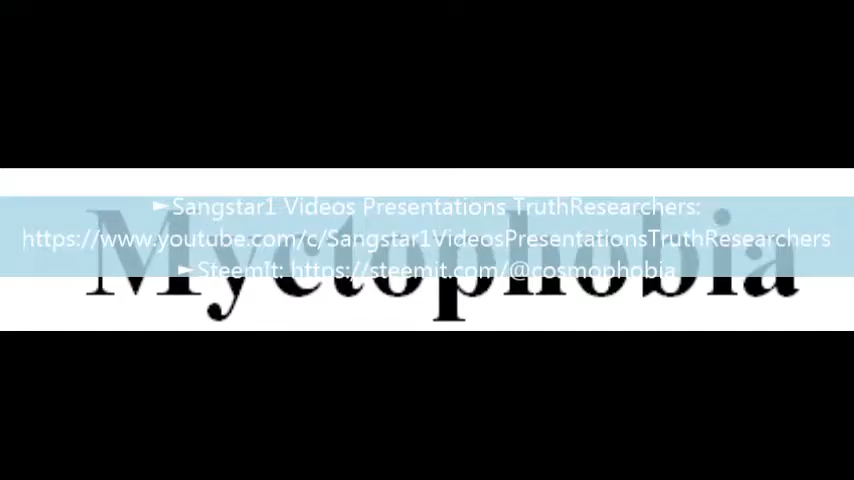 ►Sangstar1 Videos Presentations TruthResearchers:
https://www.youtube.com/c/Sangstar1VideosPresentationsTruthResearchers
►Steemit: https://steemit.com/@cosmophobia
Myctophobia